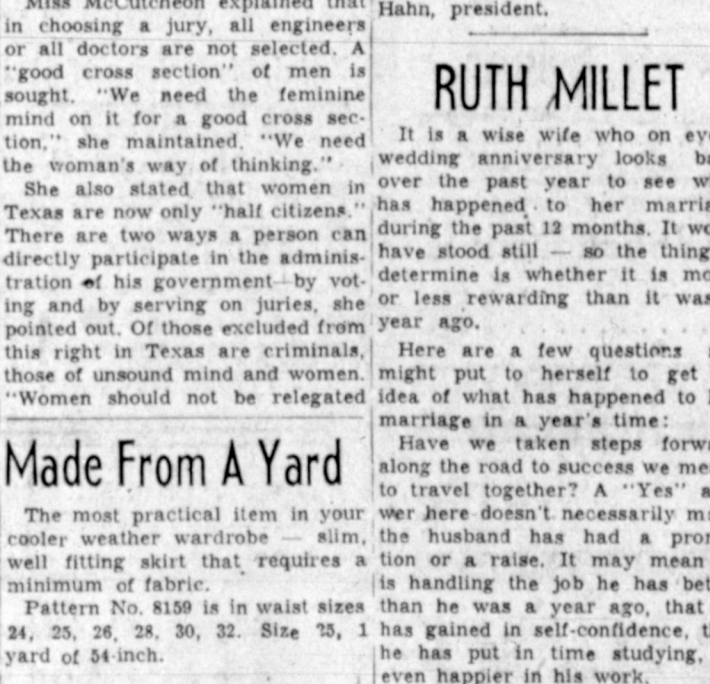 Miss McCutcheon explained that
in choosing a jury, all engineers
or all doctors are not selected. A
"good cross section" of men is
sought. "We need the feminine
mind on it for a good cross sec-
tion," she maintained. "We need
the woman's way of thinking."
She also stated that women in
Texas are now only "half citizens."
There are two ways a person can
directly participate in the adminis-
tration of his government—by vot-
ing and by serving on juries, she
pointed out. Of those excluded from
this right in Texas are criminals,
those of unsound mind and women.
"Women should not be relegated
Made From A Yard
The most practical item in your
cooler weather wardrobe — slim,
well fitting skirt that requires a
minimum of fabric.
Pattern No. 8159 is in waist sizes
24, 25, 26, 28, 30, 32. Size 25, 1
yard of 54-inch.
Hahn, president.
RUTH MILLET
It is a wise wife who on
wedding anniversary looks
over the past year to see
has happened to her
during the past 12 months. It
have stood still — so the
determine is whether it is
or less rewarding than it
year ago.
Here are a few questions
might put to herself to get
idea of what has happened to
marriage in a year's time:
Have we taken steps
along the road to success we
to travel together? A "Yes"
wer here doesn't necessarily
the husband has had a
tion or a raise. It may mean
is handling the job he has
than he was a year ago, that
has gained in self-confidence,
he has put in time studying,
even happier in his work.